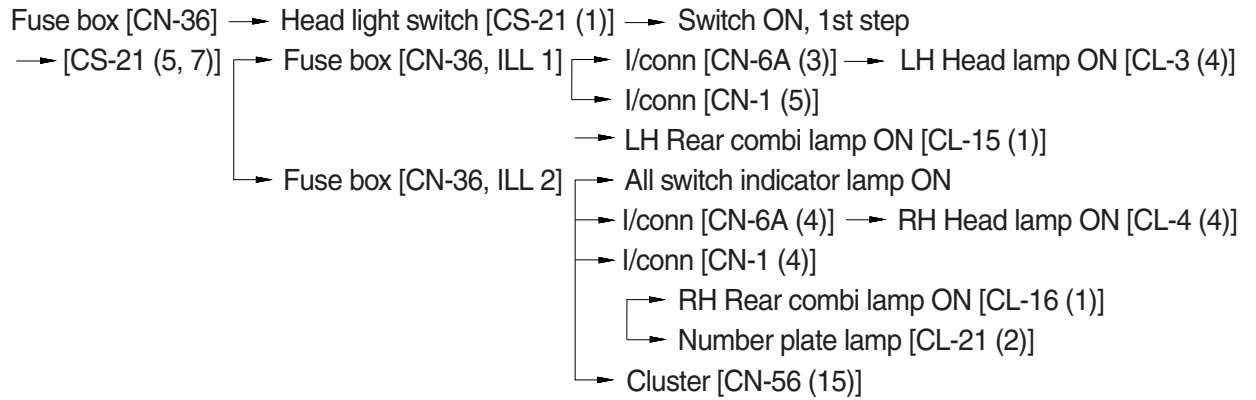 Fuse box [CN-36] → Head light switch [CS-21 (1)] → Switch ON, 1st step
→ [CS-21 (5, 7)] → Fuse box [CN-36, ILL 1] → I/conn [CN-6A (3)] → LH Head lamp ON [CL-3 (4)]
→ I/conn [CN-1 (5)]
→ LH Rear combi lamp ON [CL-15 (1)]
→ Fuse box [CN-36, ILL 2] → All switch indicator lamp ON
→ I/conn [CN-6A (4)] → RH Head lamp ON [CL-4 (4)]
→ I/conn [CN-1 (4)]
→ RH Rear combi lamp ON [CL-16 (1)]
→ Number plate lamp [CL-21 (2)]
→ Cluster [CN-56 (15)]